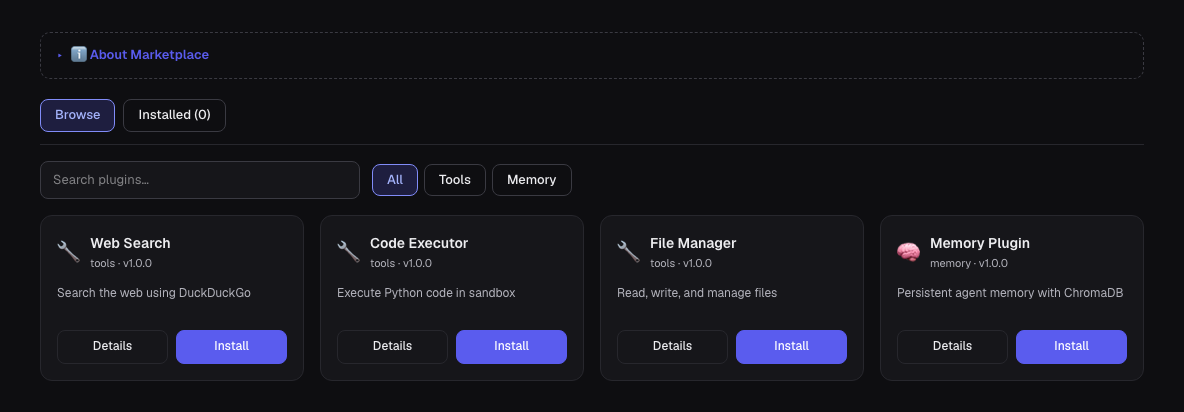 About Marketplace
Browse Installed (0)
Search plugins... All Tools Memory
Web Search
tools · v1.0.0
Search the web using DuckDuckGo
Details Install
Code Executor
tools · v1.0.0
Execute Python code in sandbox
Details Install
File Manager
tools · v1.0.0
Read, write, and manage files
Details Install
Memory Plugin
memory · v1.0.0
Persistent agent memory with ChromaDB
Details Install